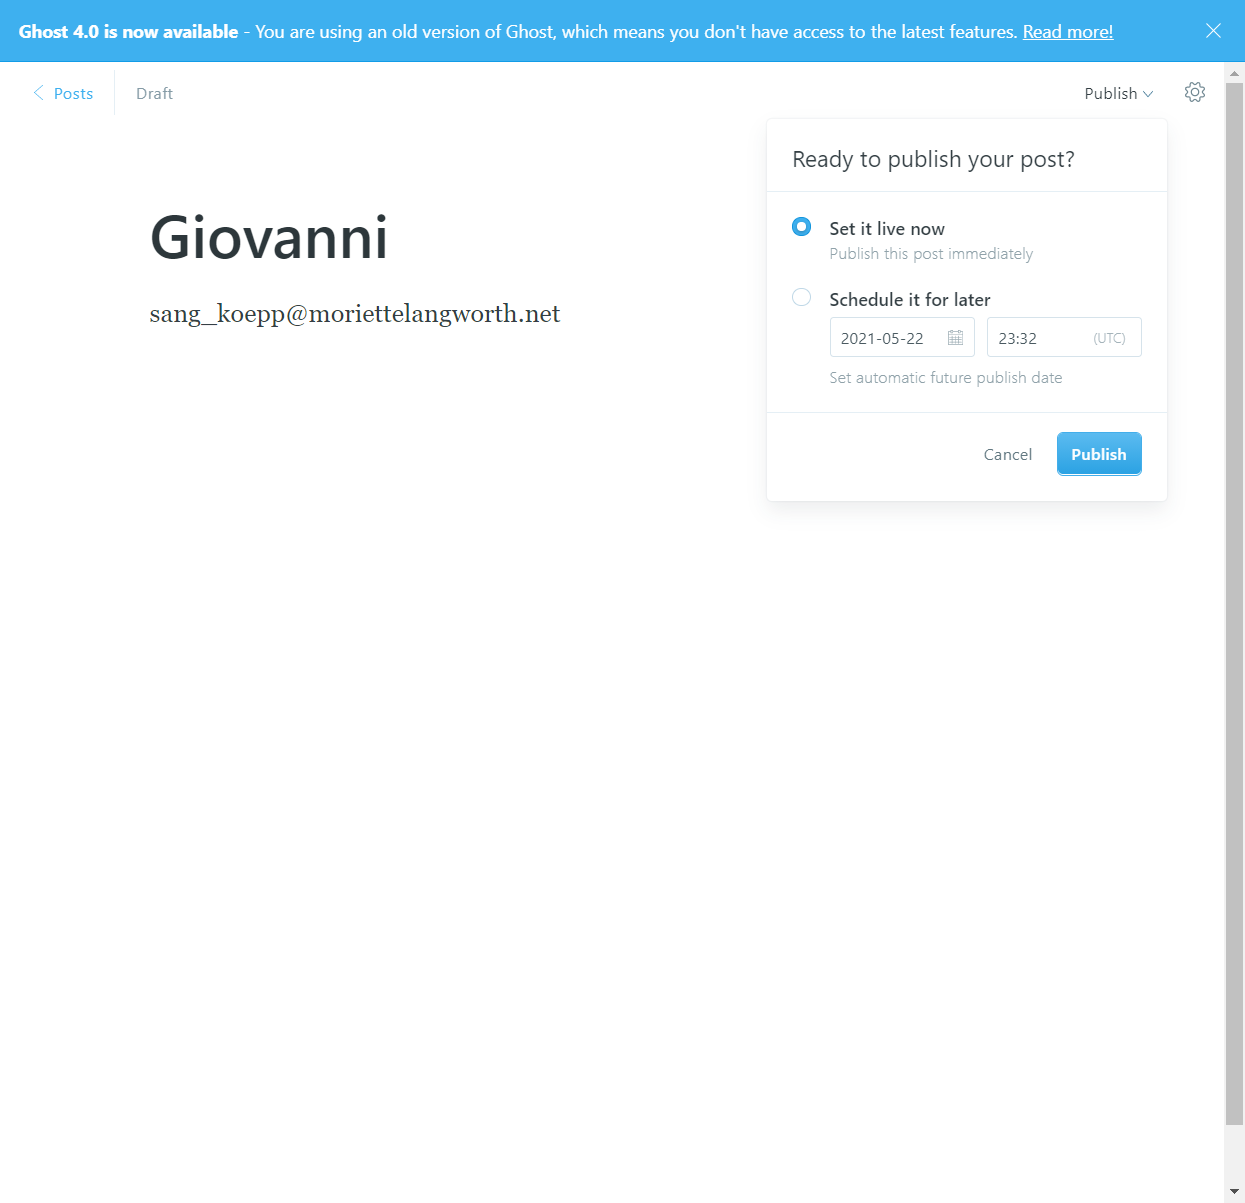 Ghost 4.0 is now available - You are using an old version of Ghost, which means you don't have access to the latest features. Read more!
Posts
Draft
Publish
Ready to publish your post?
Giovanni
sang_koepp@moriettelangworth.net
Set it live now
Publish this post immediately
Schedule it for later
2021-05-22
23:32 (UTC)
Set automatic future publish date
Cancel
Publish